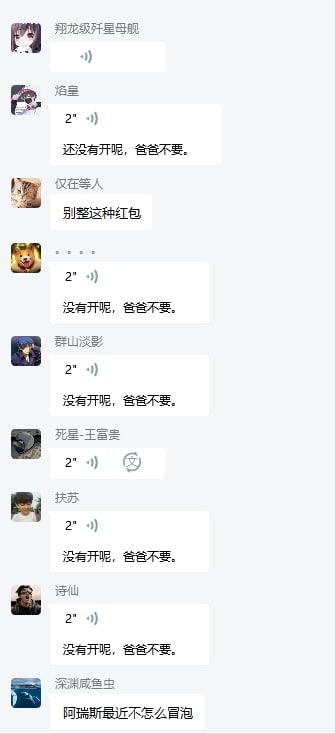 翔龙级歼星母舰
焰皇
2"
还没有开呢，爸爸不要。
仅在等人
别整这种红包
。。。。
2"
没有开呢，爸爸不要。
群山淡影
2"
没有开呢，爸爸不要。
死星-王富贵
2"
文
扶苏
2"
没有开呢，爸爸不要。
诗仙
2"
没有开呢，爸爸不要。
深渊咸鱼虫
阿瑞斯最近不怎么冒泡